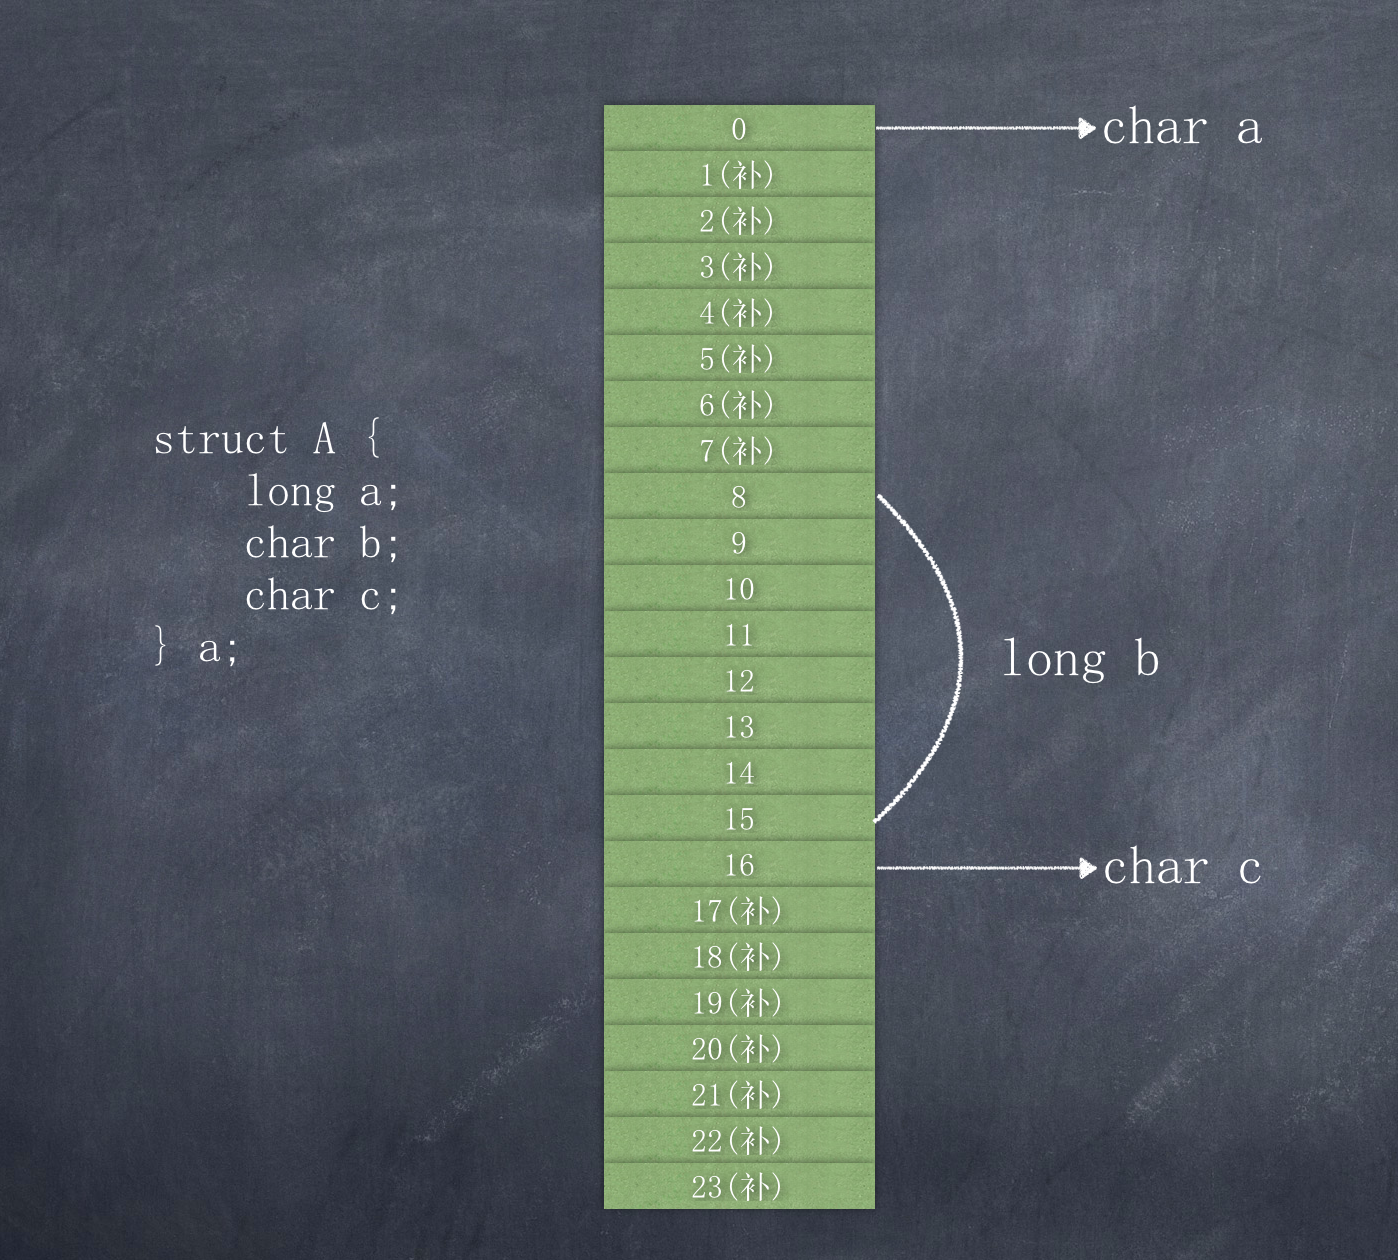 struct A {
    long a;
    char b;
    char c;
} a;
0
1(补)
2(补)
3(补)
4(补)
5(补)
6(补)
7(补)
8
9
10
11
12
13
14
15
16
17(补)
18(补)
19(补)
20(补)
21(补)
22(补)
23(补)
char a
long b
char c